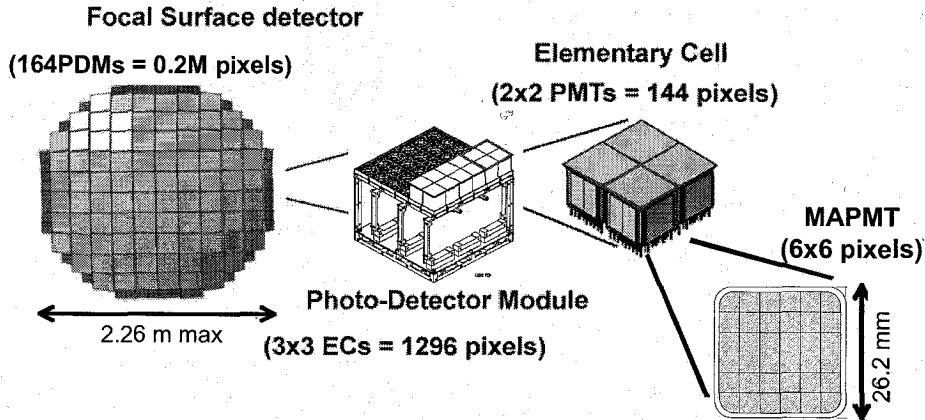 Focal Surface detector
(164PDMs = 0.2M pixels)
Elementary Cell
(2x2 PMTs = 144 pixels)
MAPMT
(6x6 pixels)
Photo-Detector Module
(3x3 ECs = 1296 pixels)
2.26 m max
26.2 mm